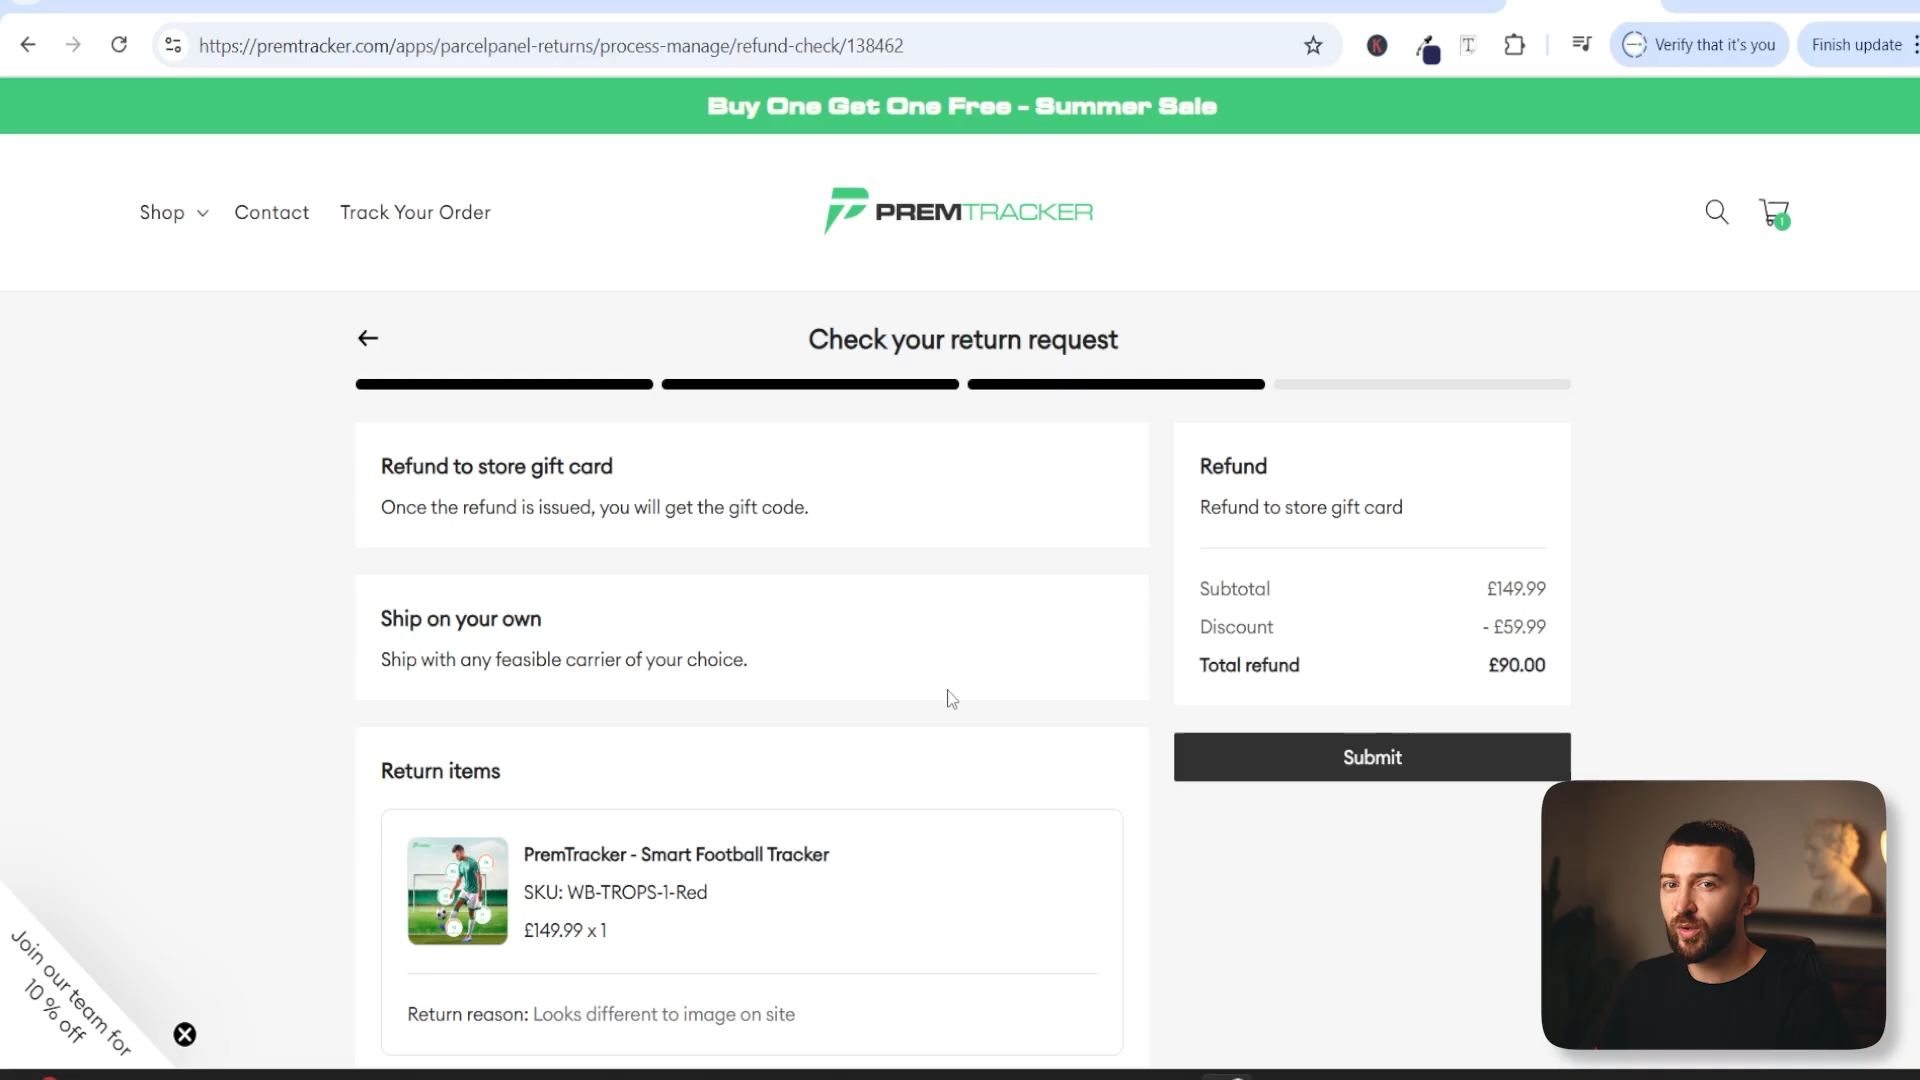 https://premtracker.com/apps/parcelpanel-returns/process-manage/refund-check/138462
K
T
Verify that it's you
Finish update
Buy One Get One Free - Summer Sale
Shop
Contact
Track Your Order
PREMTRACKER
1
Check your return request
Refund to store gift card
Once the refund is issued, you will get the gift code.
Ship on your own
Ship with any feasible carrier of your choice.
Return items
PremTracker - Smart Football Tracker
SKU: WB-TROPS-1-Red
£149.99 x 1
Return reason: Looks different to image on site
Refund
Refund to store gift card
Subtotal £149.99
Discount - £59.99
Total refund £90.00
Submit
Join our team for
10 % off